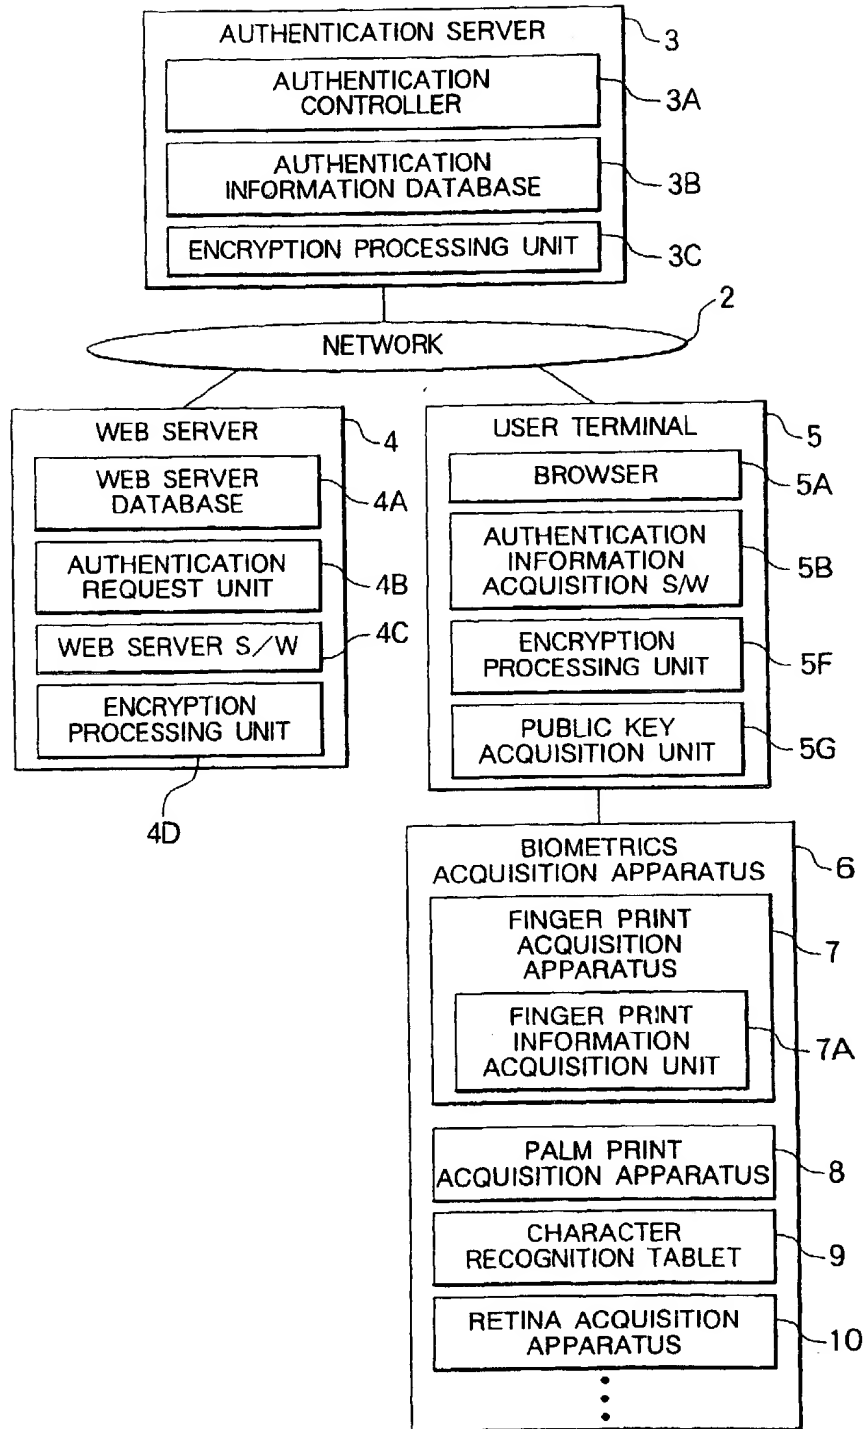 AUTHENTICATION SERVER
3
AUTHENTICATION
CONTROLLER
3A
AUTHENTICATION
INFORMATION DATABASE
3B
ENCRYPTION PROCESSING UNIT
3C
2
NETWORK
WEB SERVER
4
WEB SERVER
DATABASE
4A
AUTHENTICATION
REQUEST UNIT
4B
WEB SERVER S/W
4C
ENCRYPTION
PROCESSING UNIT
4D
USER TERMINAL
5
BROWSER
5A
AUTHENTICATION
INFORMATION
ACQUISITION S/W
5B
ENCRYPTION
PROCESSING UNIT
5F
PUBLIC KEY
ACQUISITION UNIT
5G
BIOMETRICS
ACQUISITION APPARATUS
6
FINGER PRINT
ACQUISITION
APPARATUS
7
FINGER PRINT
INFORMATION
ACQUISITION UNIT
7A
PALM PRINT
ACQUISITION APPARATUS
8
CHARACTER
RECOGNITION TABLET
9
RETINA ACQUISITION
APPARATUS
10